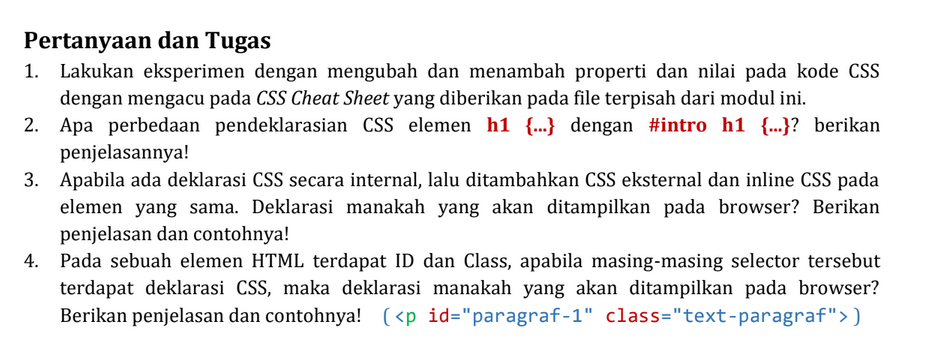 Pertanyaan dan Tugas
1. Lakukan eksperimen dengan mengubah dan menambah properti dan nilai pada kode CSS
dengan mengacu pada CSS Cheat Sheet yang diberikan pada file terpisah dari modul ini.
2. Apa perbedaan pendeklarasian CSS elemen h1 {...} dengan #intro h1 {...}? berikan
penjelasannya!
3. Apabila ada deklarasi CSS secara internal, lalu ditambahkan CSS eksternal dan inline CSS pada
elemen yang sama. Deklarasi manakah yang akan ditampilkan pada browser? Berikan
penjelasan dan contohnya!
4. Pada sebuah elemen HTML terdapat ID dan Class, apabila masing-masing selector tersebut
terdapat deklarasi CSS, maka deklarasi manakah yang akan ditampilkan pada browser?
Berikan penjelasan dan contohnya! (<p id="paragraf-1" class="text-paragraf">)